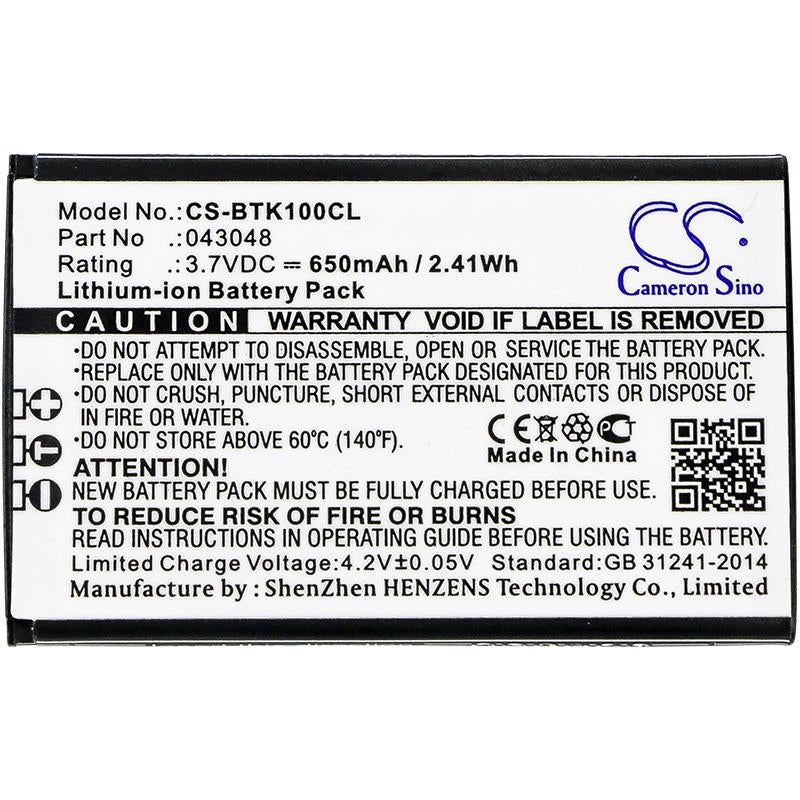 Model No.: CS-BTK100CL
Part No .: 043048
Rating .: 3.7VDC ⎓ 650mAh / 2.41Wh
Lithium-ion Battery Pack
CS
Cameron Sino
CAUTION WARRANTY VOID IF LABEL IS REMOVED
•DO NOT ATTEMPT TO DISASSEMBLE, OPEN OR SERVICE THE BATTERY PACK.
•REPLACE ONLY WITH THE SAME BATTERY PACK FOR THE PRODUCT.
•DO NOT CRUSH, PUNCTURE, SHORT EXTERNAL CONTACTS OR DISPOSE OF
IN FIRE OR WATER.
•DO NOT STORE ABOVE 60°C (140°F).
CE PCT
Made In China
ATTENTION!
NEW BATTERY PACK MUST BE FULLY CHARGED BEFORE USE.
TO REDUCE RISK OF FIRE OR BURNS
READ INSTRUCTIONS IN OPERATING GUIDE BEFORE USING THE BATTERY.
Limited Charge Voltage:4.2V±0.05V Standard:GB 31241-2014
Manufacture by : ShenZhen HENZENS Technology Co., Limited